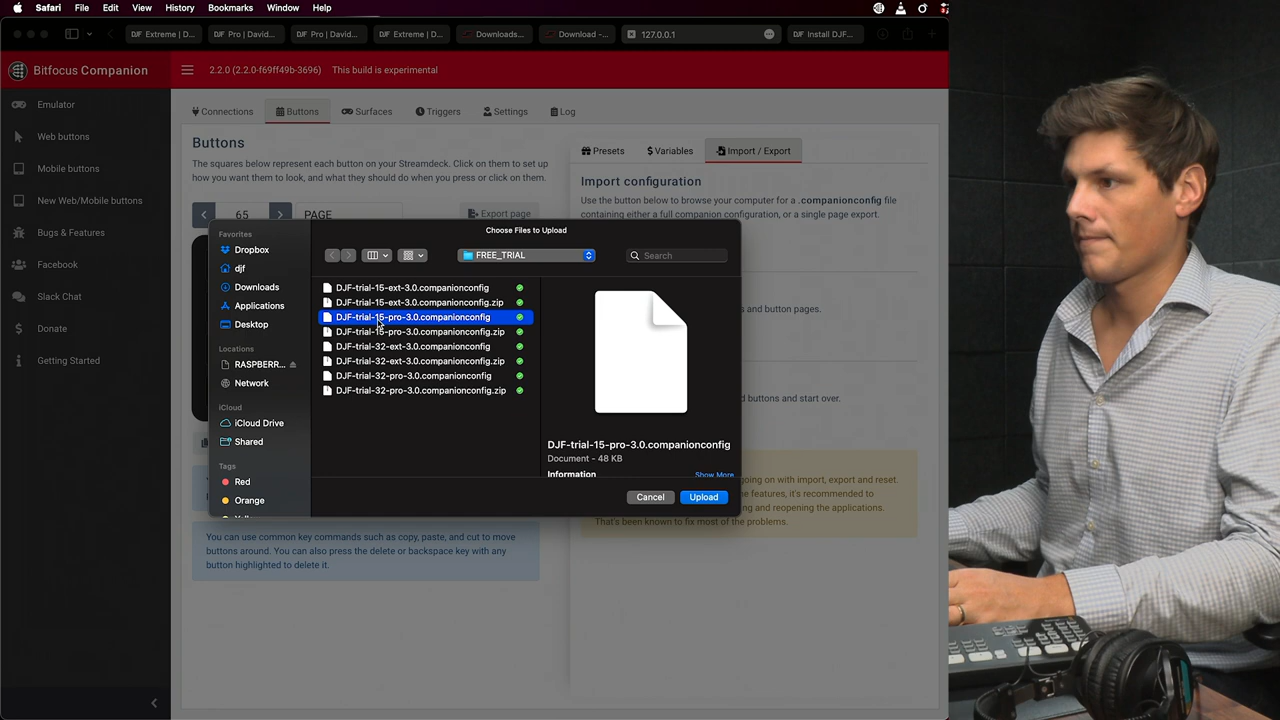 Safari File Edit View History Bookmarks Window Help
DJF Extreme | D... DJF Pro | David... DJF Pro | David... DJF Extreme | D... Downloads... Download -... 127.0.0.1 DJF Install DJF...
Bitfocus Companion 2.2.0 (2.2.0-f69ff49b-3696) This build is experimental
Emulator
Web buttons
Mobile buttons
New Web/Mobile buttons
Bugs & Features
Facebook
Slack Chat
Donate
Getting Started
Connections Buttons Surfaces Triggers Settings Log
Buttons
The squares below represent each button on your Streamdeck. Click on them to set up
how you want them to look, and what they should do when you press or click on them.
65 PAGE Export page
Presets $ Variables Import / Export
Import configuration
Use the button below to browse your computer for a .companionconfig file
containing either a full companion configuration, or a single page export.
and button pages.
d buttons and start over.
going on with import, export and reset.
e features, it's recommended to
ng and reopening the applications.
That's been known to fix most of the problems.
You can use common key commands such as copy, paste, and cut to move
buttons around. You can also press the delete or backspace key with any
button highlighted to delete it.
Choose Files to Upload
FREE_TRIAL
Search
Favorites
Dropbox
djf
Downloads
Applications
Desktop
Locations
RASPBERR...
Network
iCloud
iCloud Drive
Shared
Tags
Red
Orange
DJF-trial-15-ext-3.0.companionconfig
DJF-trial-15-ext-3.0.companionconfig.zip
DJF-trial-15-pro-3.0.companionconfig
DJF-trial-15-pro-3.0.companionconfig.zip
DJF-trial-32-ext-3.0.companionconfig
DJF-trial-32-ext-3.0.companionconfig.zip
DJF-trial-32-pro-3.0.companionconfig
DJF-trial-32-pro-3.0.companionconfig.zip
DJF-trial-15-pro-3.0.companionconfig
Document - 48 KB
Information Show More
Cancel Upload